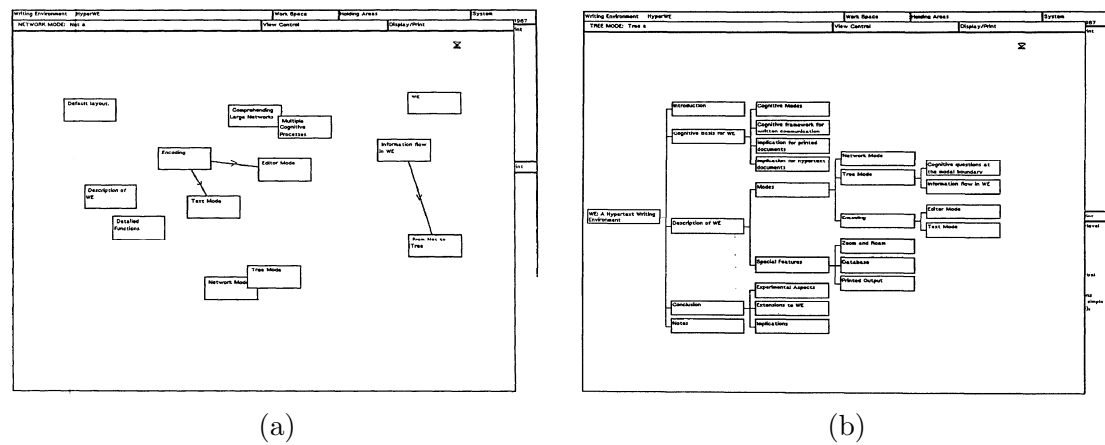 Writing Environment HyperWE
Work Space
Holding Areas
System
NETWORK MODE: Net a
View Control
Display/Print
1987
Default layout.
Comprehending
Large Networks
Multiple
Cognitive
Processes
WE
Encoding
Editor Mode
Information flow
in WE
Text Mode
Description of
WE
Detailed
Functions
From Net to
Tree
Tree Mode
Network Mode
(a)
Writing Environment HyperWE
Work Space
Holding Areas
System
TREE MODE: Tree a
View Control
Display/Print
WE: A Hypertext Writing
Environment
Introduction
Cognitive Basis for WE
Cognitive Modes
Cognitive framework for
written communication
Implication for printed
documents
Implication for hypertext
documents
Description of WE
Modes
Network Mode
Tree Mode
Cognitive questions at
the modal boundary
Information flow in WE
Encoding
Editor Mode
Text Mode
Special Features
Zoom and Roam
Database
Printed Output
Conclusion
Experimental Aspects
Extensions to WE
Implications
Notes
(b)